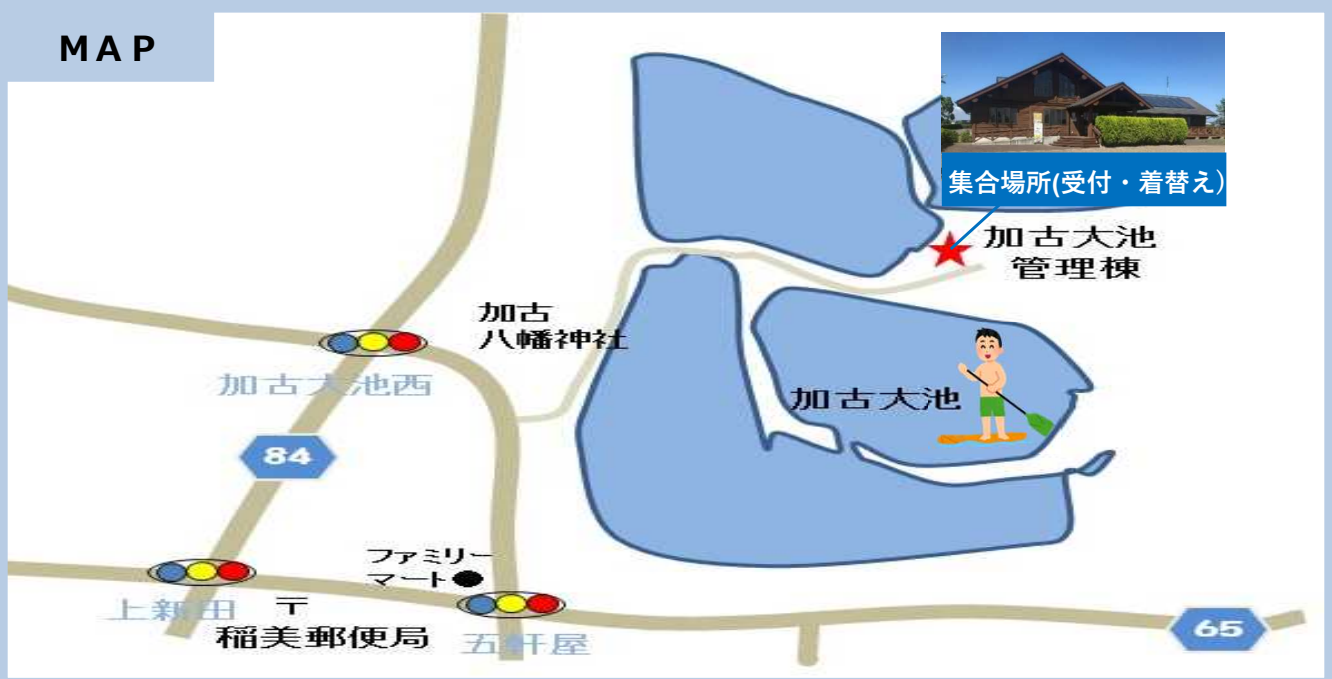 MAP
集合場所(受付・着替え)
加古大池
管理棟
加古
八幡神社
加古大池西
加古大池
84
ファミリー
マート
上新田
〒
稲美郵便局
五軒屋
65